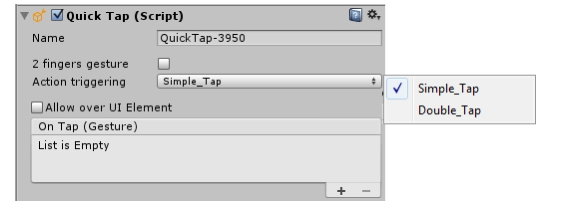 Quick Tap (Script)
Name QuickTap-3950
2 fingers gesture
Action triggering Simple_Tap
Simple_Tap
Double_Tap
Allow over UI Element
On Tap (Gesture)
List is Empty
+ −